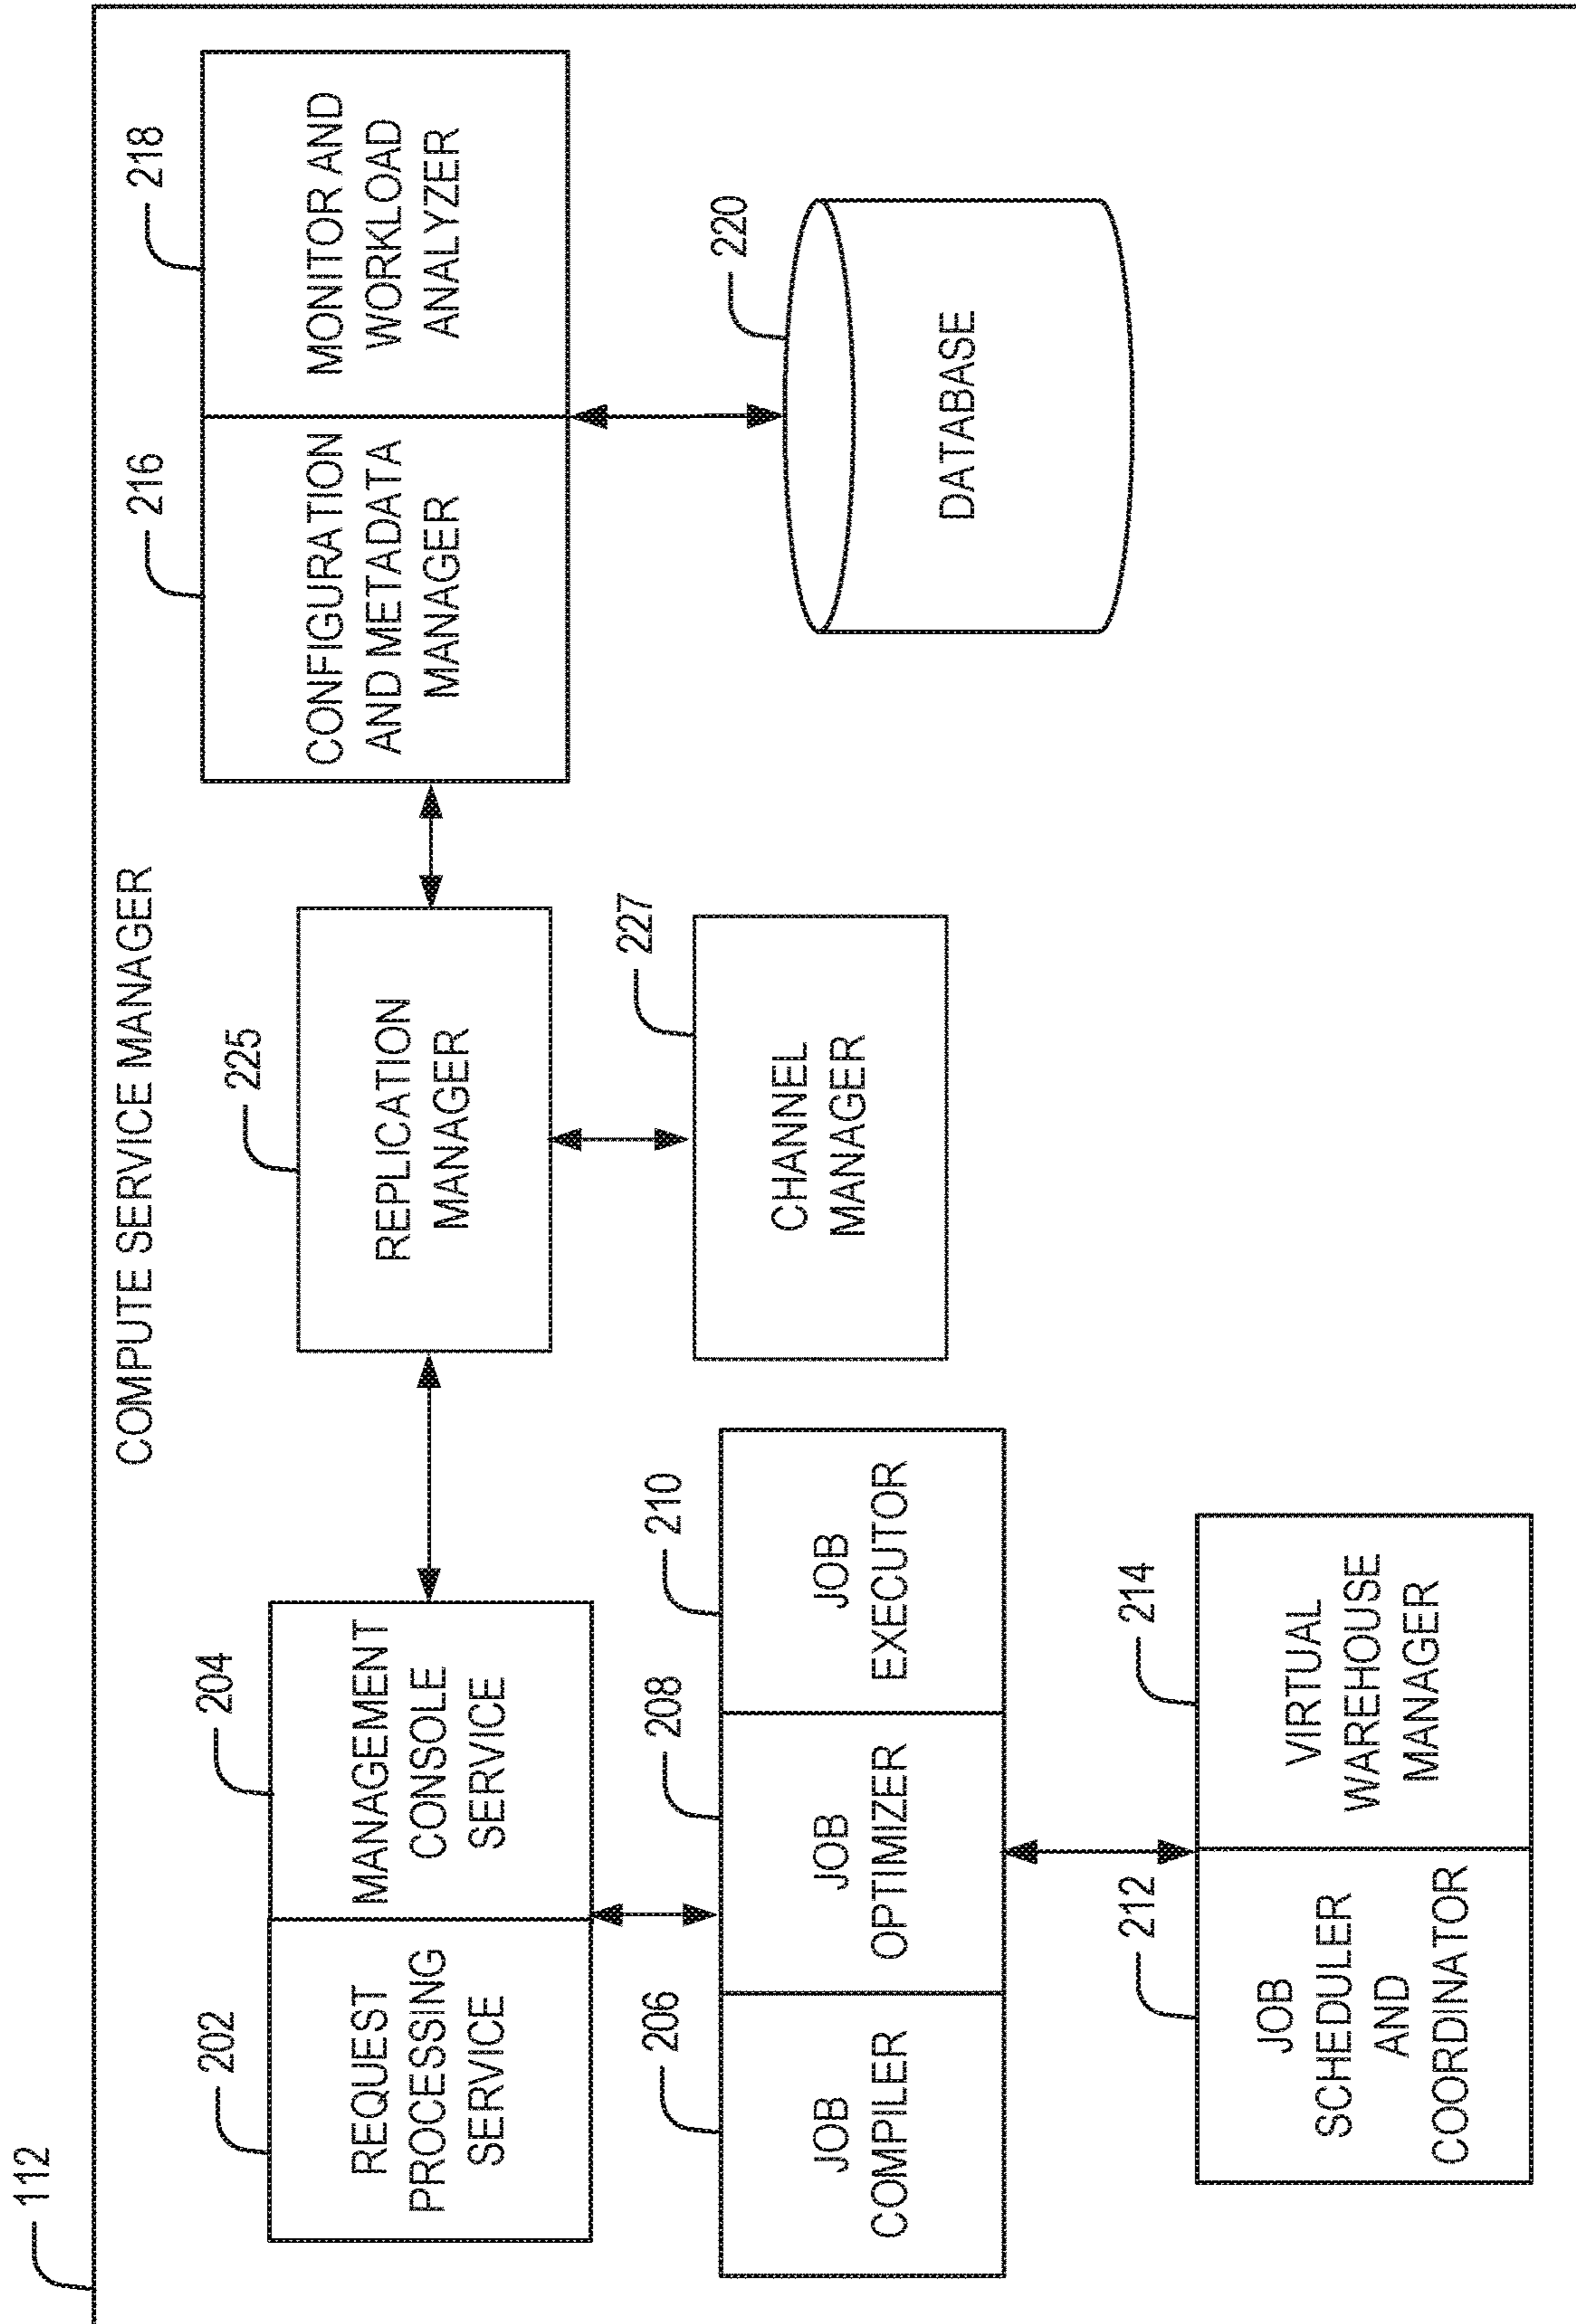 112
COMPUTE SERVICE MANAGER
202
REQUEST
PROCESSING
SERVICE
204
MANAGEMENT
CONSOLE
SERVICE
225
REPLICATION
MANAGER
216
CONFIGURATION
AND METADATA
MANAGER
218
MONITOR AND
WORKLOAD
ANALYZER
206
JOB
COMPILER
208
JOB
OPTIMIZER
210
JOB
EXECUTOR
227
CHANNEL
MANAGER
220
DATABASE
212
JOB
SCHEDULER
AND
COORDINATOR
214
VIRTUAL
WAREHOUSE
MANAGER